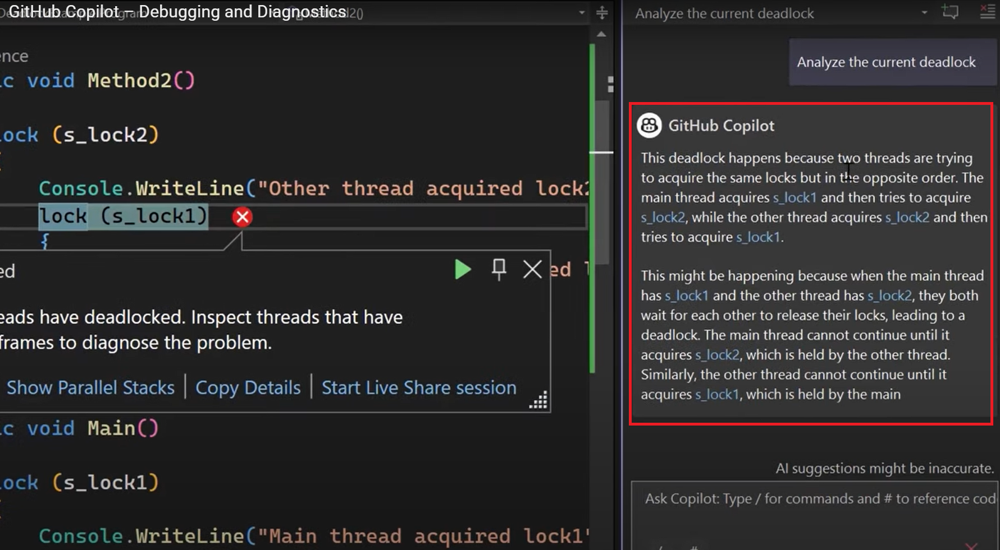 GitHub Copilot – Debugging and Diagnostics
Method2()
ence
ic void Method2()
lock (s_lock2)
{
Console.WriteLine("Other thread acquired lock2
lock (s_lock1)
{
ed
ed l
eads have deadlocked. Inspect threads that have
frames to diagnose the problem.
Show Parallel Stacks | Copy Details | Start Live Share session
ic void Main()
lock (s_lock1)
{
Console.WriteLine("Main thread acquired lock1"
Analyze the current deadlock
Analyze the current deadlock
GitHub Copilot
This deadlock happens because two threads are trying
to acquire the same locks but in the opposite order. The
main thread acquires s_lock1 and then tries to acquire
s_lock2, while the other thread acquires s_lock2 and then
tries to acquire s_lock1.
This might be happening because when the main thread
has s_lock1 and the other thread has s_lock2, they both
wait for each other to release their locks, leading to a
deadlock. The main thread cannot continue until it
acquires s_lock2, which is held by the other thread.
Similarly, the other thread cannot continue until it
acquires s_lock1, which is held by the main
AI suggestions might be inaccurate.
Ask Copilot: Type / for commands and # to reference cod